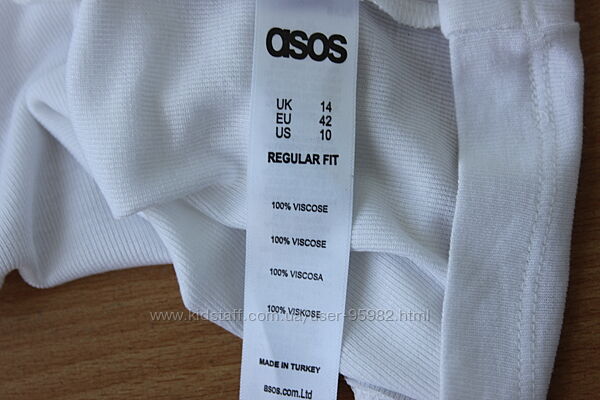 asos
UK 14
EU 42
US 10
REGULAR FIT
100% VISCOSE
100% VISCOSE
100% VISCOSA
100% VISKOSE
www.kidstaff.com.ua/user-95982.html
MADE IN TURKEY
asos.com.Ltd